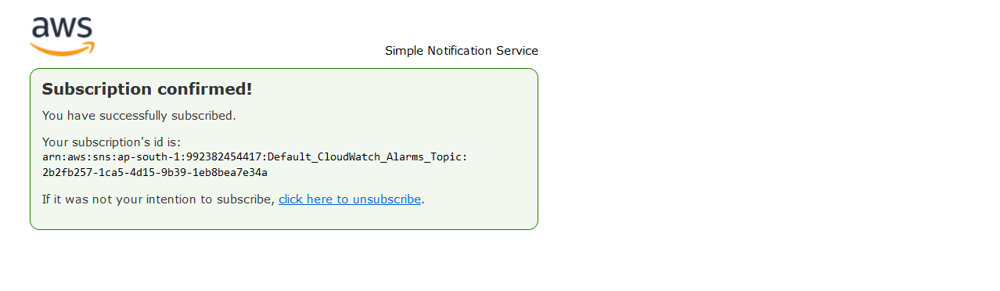 aws
Simple Notification Service
Subscription confirmed!
You have successfully subscribed.
Your subscription's id is:
arn:aws:sns:ap-south-1:992382454417:Default_CloudWatch_Alarms_Topic:
2b2fb257-1ca5-4d15-9b39-1eb8bea7e34a
If it was not your intention to subscribe, click here to unsubscribe.